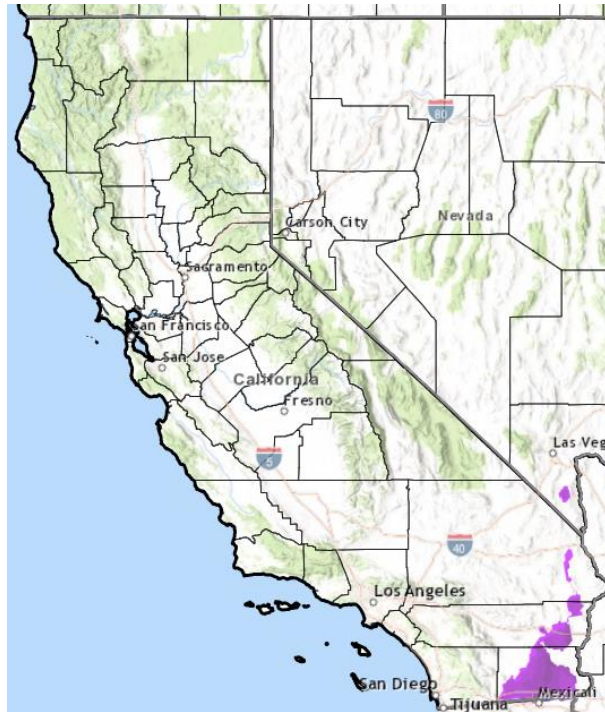 80
Nevada
Carson City
Sacramento
San Francisco
San Jose
California
Fresno
5
Las Veg
40
Los Angeles
San Diego
Mexicali
Tijuana